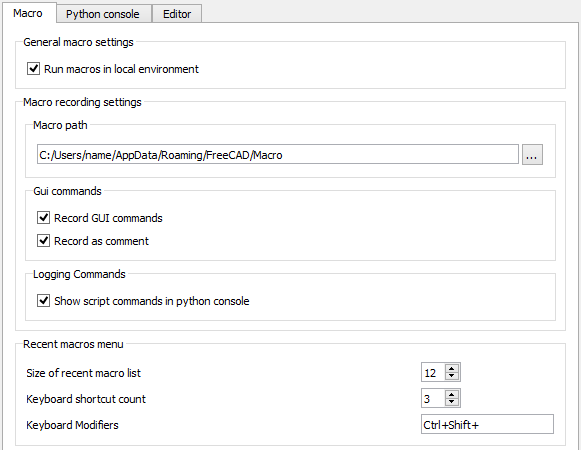 Macro Python console Editor
General macro settings
Run macros in local environment
Macro recording settings
Macro path
C:/Users/name/AppData/Roaming/FreeCAD/Macro ...
Gui commands
Record GUI commands
Record as comment
Logging Commands
Show script commands in python console
Recent macros menu
Size of recent macro list 12
Keyboard shortcut count 3
Keyboard Modifiers Ctrl+Shift+